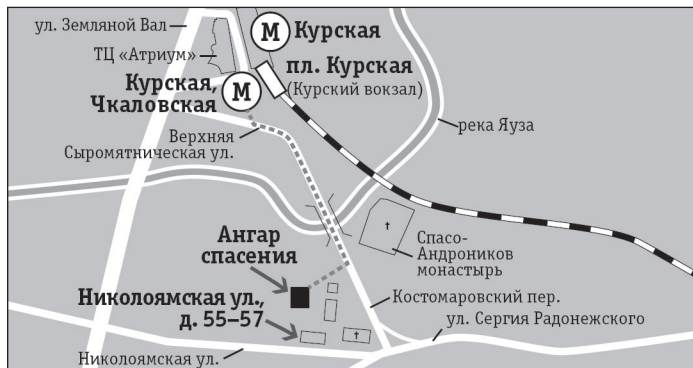 ул. Земляной Вал
М Курская
ТЦ «Атриум»
пл. Курская
(Курский вокзал)
Курская,
Чкаловская
М
Верхняя
Сыромятническая ул.
река Яуза
Ангар
спасения
Спасо-
Андроников
монастырь
Николоямская ул.,
д. 55–57
Костомаровский пер.
ул. Сергия Радонежского
Николоямская ул.